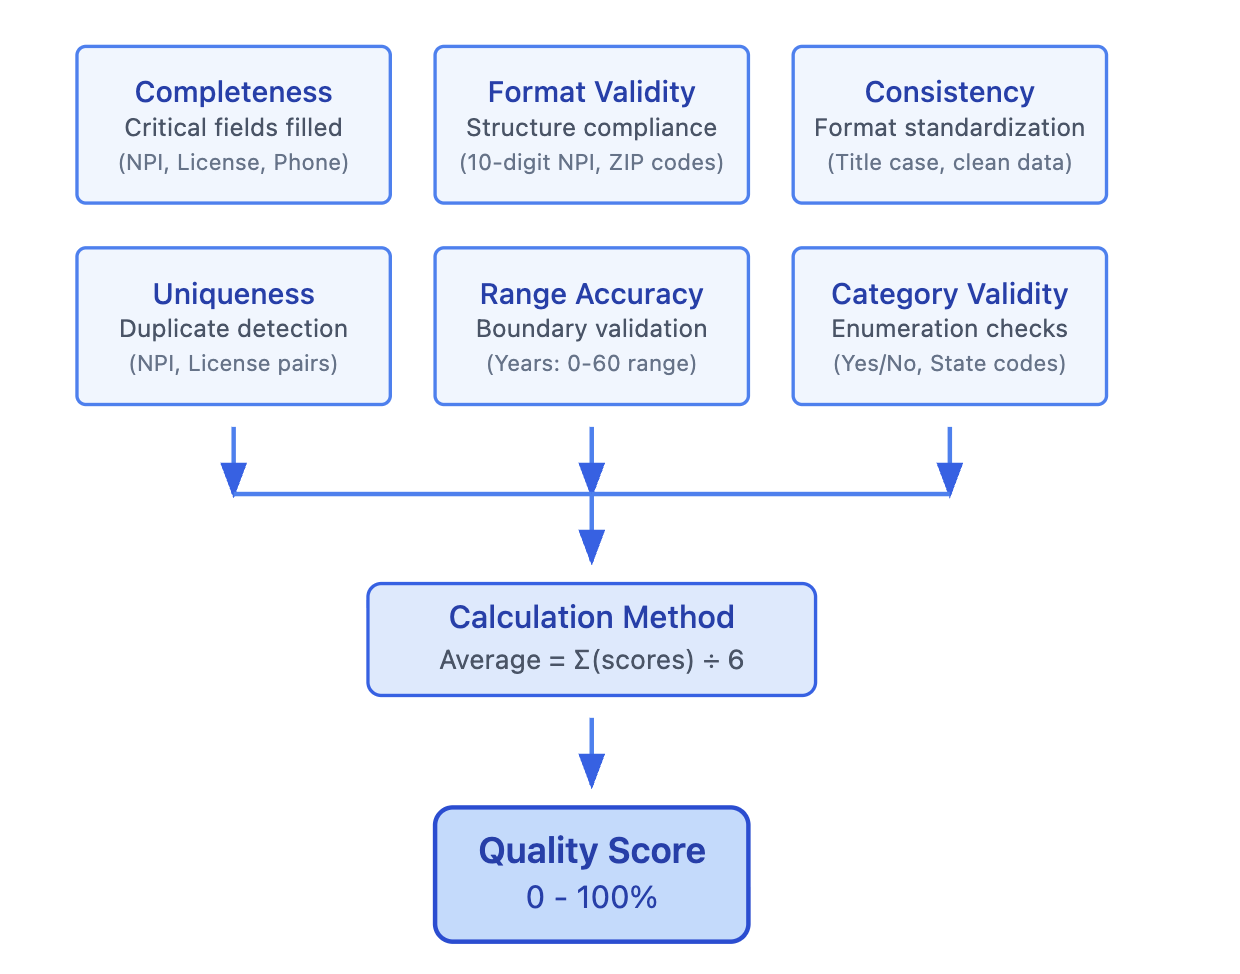 Completeness
Critical fields filled
(NPI, License, Phone)
Format Validity
Structure compliance
(10-digit NPI, ZIP codes)
Consistency
Format standardization
(Title case, clean data)
Uniqueness
Duplicate detection
(NPI, License pairs)
Range Accuracy
Boundary validation
(Years: 0-60 range)
Category Validity
Enumeration checks
(Yes/No, State codes)
Calculation Method
Average = Σ(scores) ÷ 6
Quality Score
0 - 100%